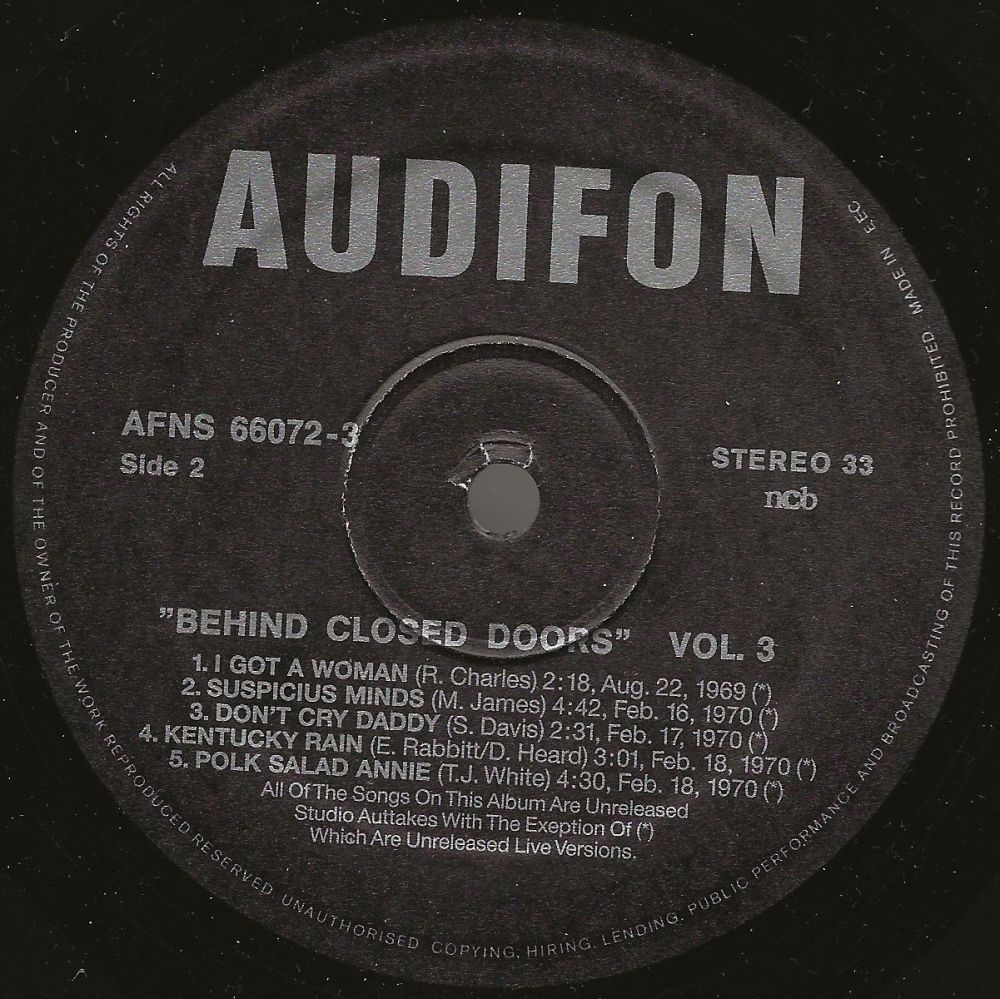 AUDIFON
AFNS 66072-3
Side 2
STEREO 33
ncb
"BEHIND CLOSED DOORS" VOL. 3
1. I GOT A WOMAN (R. Charles) 2:18, Aug. 22, 1969 (*)
2. SUSPICIUS MINDS (M. James) 4:42, Feb. 16, 1970 (*)
3. DON'T CRY DADDY (S. Davis) 2:31, Feb. 17, 1970 (*)
4. KENTUCKY RAIN (E. Rabbitt/D. Heard) 3:01, Feb. 18, 1970 (*)
5. POLK SALAD ANNIE (T.J. White) 4:30, Feb. 18, 1970 (*)
All Of The Songs On This Album Are Unreleased
Studio Auttakes With The Exeption Of (*)
Which Are Unreleased Live Versions.
ALL RIGHTS OF THE PRODUCER AND OF THE OWNER OF THE WORK REPRODUCED RESERVED UNAUTHORISED COPYING, HIRING, LENDING, PUBLIC PERFORMANCE AND BROADCASTING OF THIS RECORD PROHIBITED MADE IN EEC